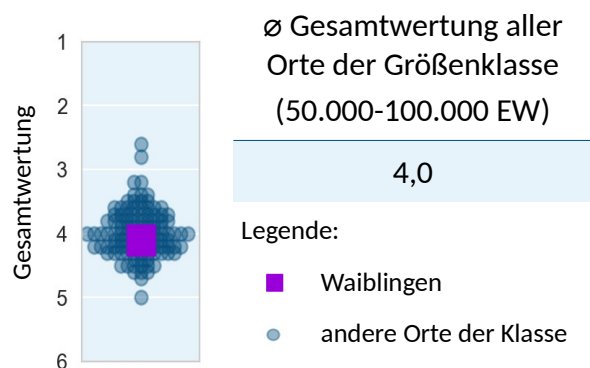 ø Gesamtwertung aller
Orte der Größenklasse
(50.000-100.000 EW)
4,0
Legende:
Waiblingen
andere Orte der Klasse
Gesamtwertung
1
2
3
4
5
6